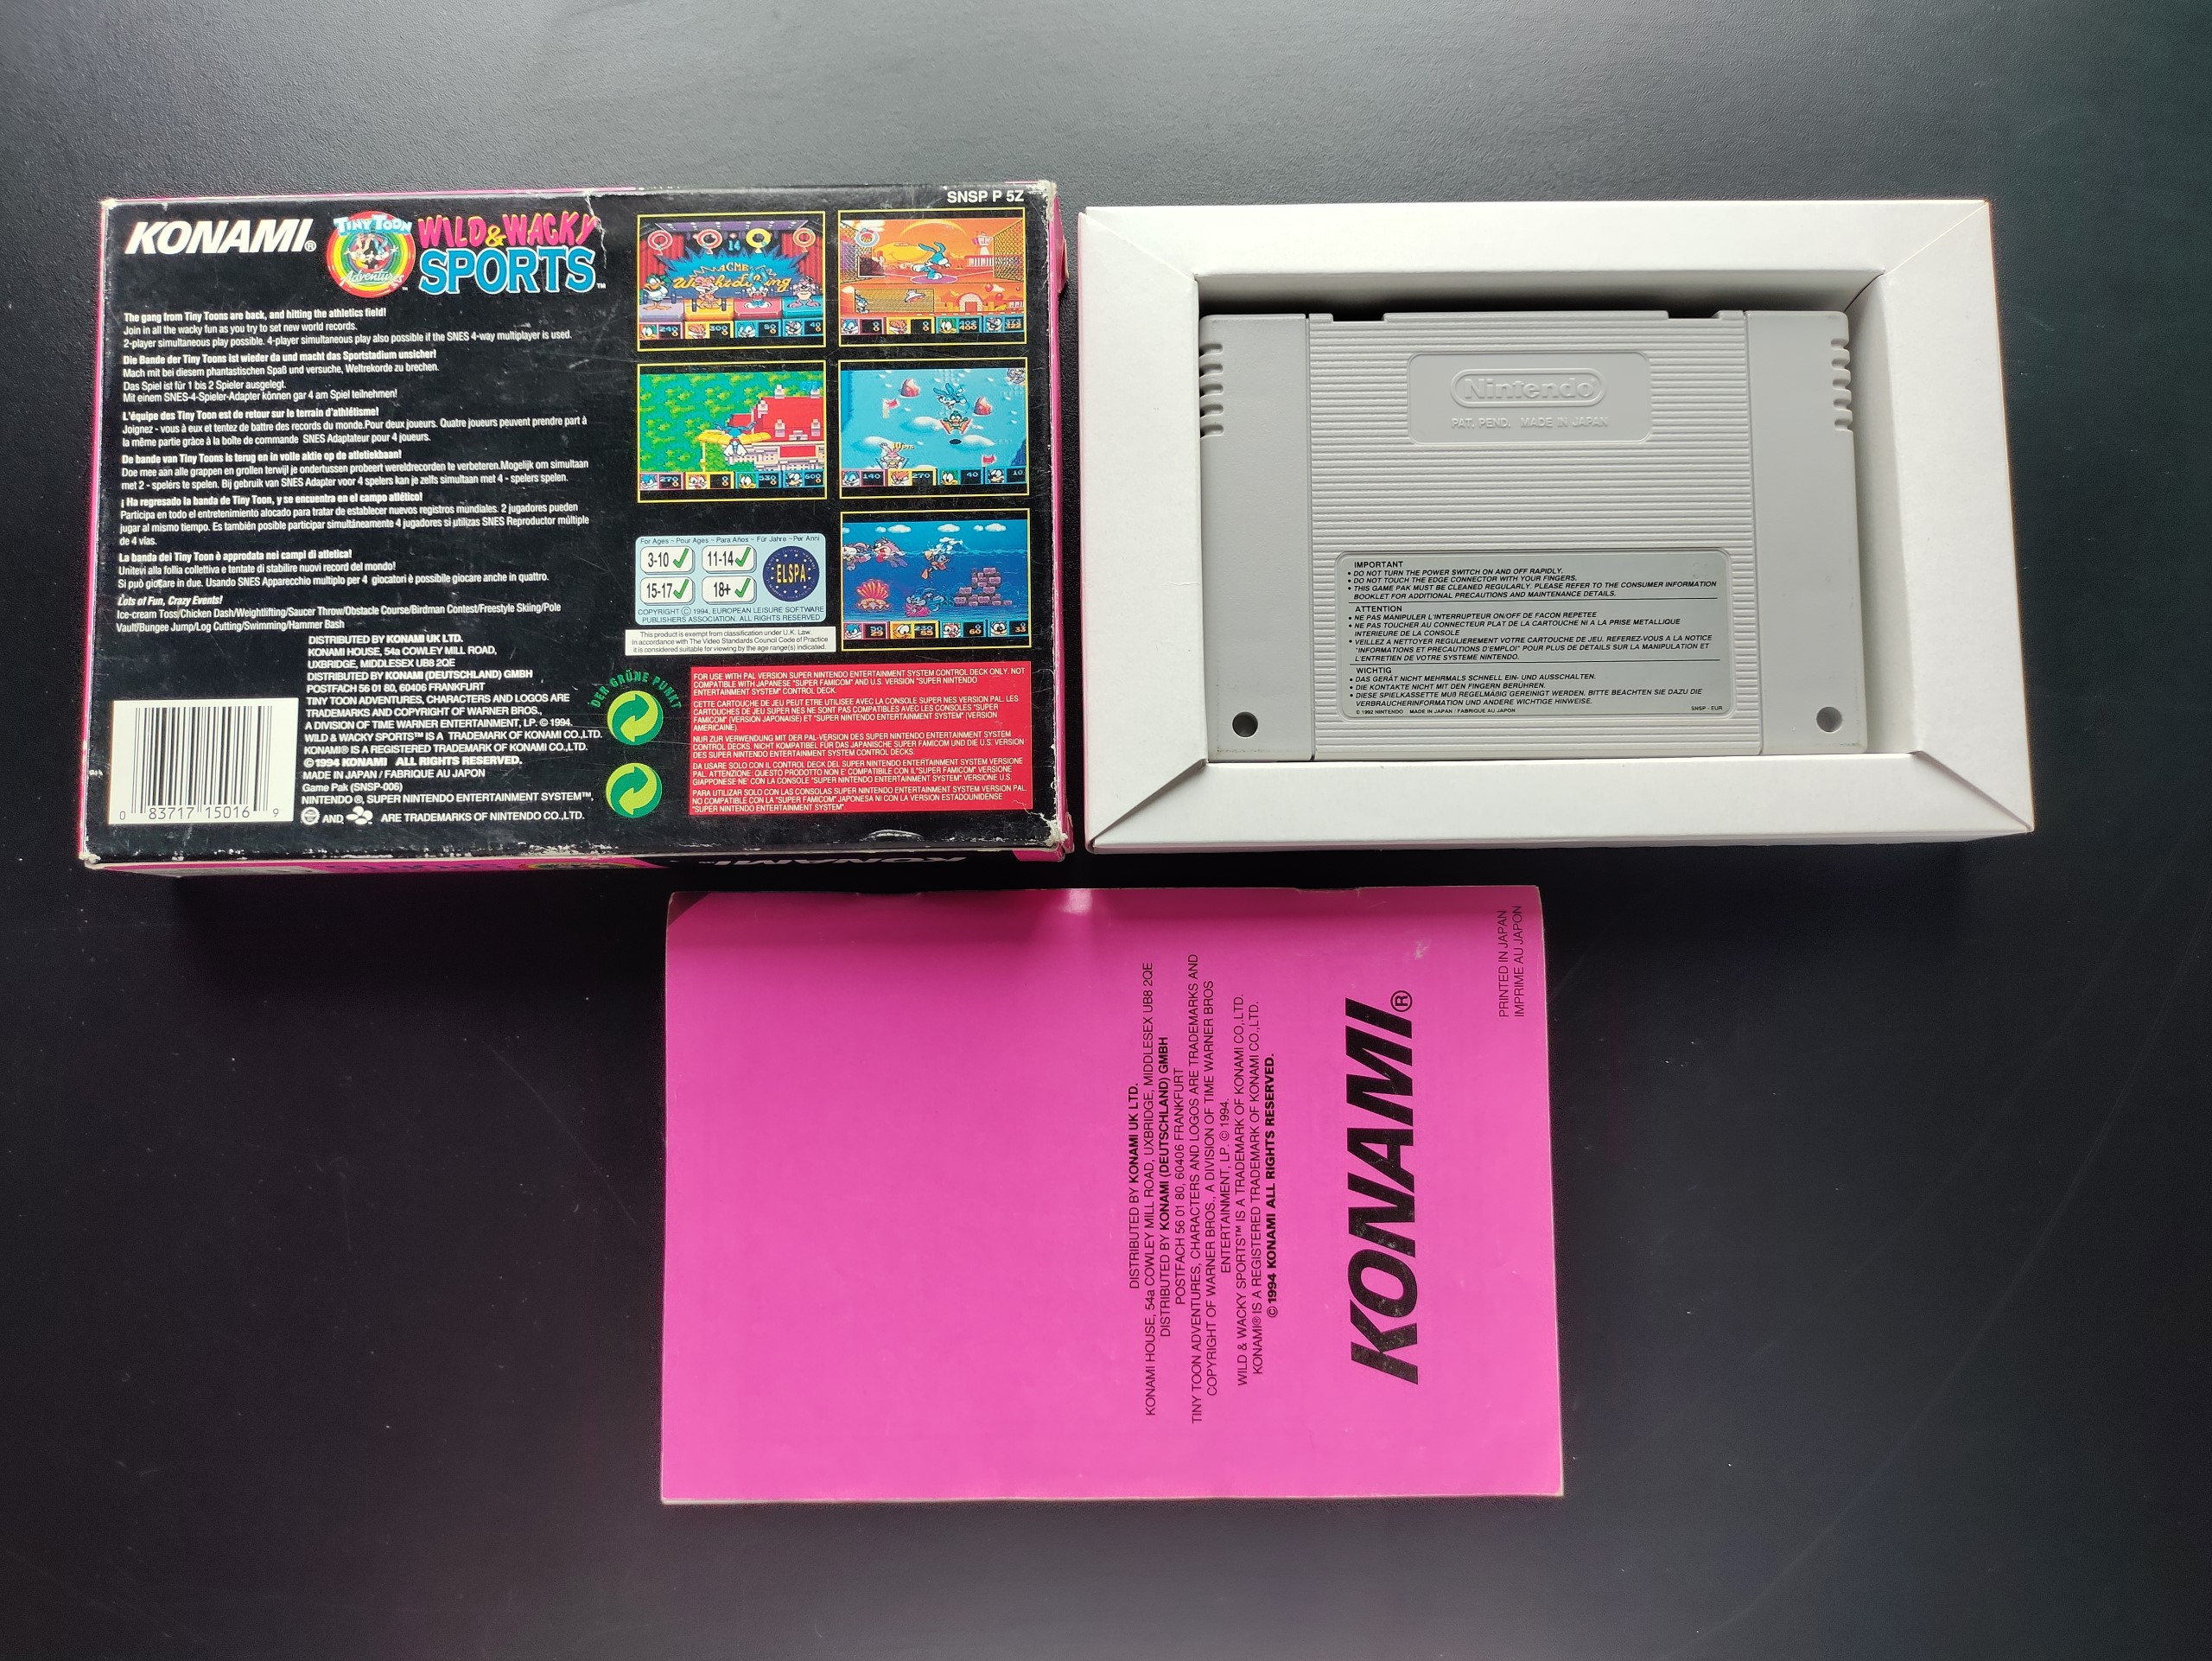 SNSP P 5Z
KONAMI®
TINY TOON
Adventures™
WILD & WACKY
SPORTS™
The gang from Tiny Toons are back, and hitting the athletics field!
Join in all the wacky fun as you try to set new world records.
2-player simultaneous play possible. 4-player simultaneous play also possible if the SNES 4-way multiplayer is used.
Die Bande der Tiny Toons ist wieder da und macht das Sportstadium unsicher!
Mach mit bei diesem phantastischen Spaß und versuche, Weltrekorde zu brechen.
Das Spiel ist für 1 bis 2 Spieler ausgelegt.
Mit einem SNES-4-Spieler-Adapter können gar 4 am Spiel teilnehmen!
L'équipe des Tiny Toon est de retour sur le terrain d'athlétisme!
Joignez - vous à eux et tentez de battre des records du monde.Pour deux joueurs. Quatre joueurs peuvent prendre part à
la même partie grâce à la boîte de commande SNES Adaptateur pour 4 joueurs.
De bande van Tiny Toons is terug en in volle aktie op de atletiekbaan!
Doe mee aan alle grappen en grollen terwijl je ondertussen probeert wereldrecorden te verbeteren.Mogelijk om simultaan
met 2 - spelers te spelen. Bij gebruik van SNES Adapter voor 4 spelers kan je zelfs simultaan met 4 - spelers spelen.
¡ Ha regresado la banda de Tiny Toon, y se encuentra en el campo atlético!
Participa en todo el entretenimiento alocado para tratar de establecer nuevos registros mundiales. 2 jugadores pueden
jugar al mismo tiempo. Es también posible participar simultáneamente 4 jugadores si utilizas SNES Reproductor múltiple
de 4 vías.
La banda dei Tiny Toon è approdata nei campi di atletica!
Unitevi alla follia collettiva e tentate di stabilire nuovi record del mondo!
Si può giocare in due. Usando SNES Apparecchio multiplo per 4 giocatori è possibile giocare anche in quattro.
Lots of Fun, Crazy Events!
Ice-cream Toss/Chicken Dash/Weightlifting/Saucer Throw/Obstacle Course/Birdman Contest/Freestyle Skiing/Pole
Vault/Bungee Jump/Log Cutting/Swimming/Hammer Bash
DISTRIBUTED BY KONAMI UK LTD.
KONAMI HOUSE, 54a COWLEY MILL ROAD,
UXBRIDGE, MIDDLESEX UB8 2QE
DISTRIBUTED BY KONAMI (DEUTSCHLAND) GMBH
POSTFACH 56 01 80, 60406 FRANKFURT
TINY TOON ADVENTURES, CHARACTERS AND LOGOS ARE
TRADEMARKS AND COPYRIGHT OF WARNER BROS.,
A DIVISION OF TIME WARNER ENTERTAINMENT, LP. © 1994.
WILD & WACKY SPORTS™ IS A TRADEMARK OF KONAMI CO.,LTD.
KONAMI® IS A REGISTERED TRADEMARK OF KONAMI CO.,LTD.
©1994 KONAMI ALL RIGHTS RESERVED.
MADE IN JAPAN / FABRIQUE AU JAPON
Game Pak (SNSP-006)
NINTENDO ®, SUPER NINTENDO ENTERTAINMENT SYSTEM™,
AND ARE TRADEMARKS OF NINTENDO CO.,LTD.
0 83717 15016 9
14
ACME
For Ages – Pour Ages – Para Años – Für Jahre – Per Anni
3-10 11-14
15-17 18+
ELSPA
COPYRIGHT © 1994, EUROPEAN LEISURE SOFTWARE
PUBLISHERS ASSOCIATION. ALL RIGHTS RESERVED
This product is exempt from classification under U.K. Law.
In accordance with The Video Standards Council Code of Practice
it is considered suitable for viewing by the age range(s) indicated.
DER GRÜNE PUNKT
FOR USE WITH PAL VERSION SUPER NINTENDO ENTERTAINMENT SYSTEM CONTROL DECK ONLY. NOT
COMPATIBLE WITH JAPANESE "SUPER FAMICOM" AND U.S. VERSION "SUPER NINTENDO
ENTERTAINMENT SYSTEM" CONTROL DECK.
CETTE CARTOUCHE DE JEU PEUT ETRE UTILISEE AVEC LA CONSOLE SUPER NES VERSION PAL. LES
CARTOUCHES DE JEU SUPER NES NE SONT PAS COMPATIBLES AVEC LES CONSOLES "SUPER
FAMICOM" (VERSION JAPONAISE) ET "SUPER NINTENDO ENTERTAINMENT SYSTEM" (VERSION
AMERICAINE).
NUR ZUR VERWENDUNG MIT DER PAL-VERSION DES SUPER NINTENDO ENTERTAINMENT SYSTEM
CONTROL DECKS. NICHT KOMPATIBEL FÜR DAS JAPANISCHE SUPER FAMICOM UND DIE U.S. VERSION
DES SUPER NINTENDO ENTERTAINMENT SYSTEM CONTROL DECKS.
DA USARE SOLO CON IL CONTROL DECK DEL SUPER NINTENDO ENTERTAINMENT SYSTEM VERSIONE
PAL. ATTENZIONE: QUESTO PRODOTTO NON E' COMPATIBILE CON IL "SUPER FAMICOM" VERSIONE
GIAPPONESE NE' CON LA CONSOLE "SUPER NINTENDO ENTERTAINMENT SYSTEM" VERSIONE U.S.
PARA UTILIZAR SOLO CON LAS CONSOLAS SUPER NINTENDO ENTERTAINMENT SYSTEM VERSION PAL.
NO COMPATIBLE CON LA "SUPER FAMICOM" JAPONESA NI CON LA VERSION ESTADOUNIDENSE
"SUPER NINTENDO ENTERTAINMENT SYSTEM".
KONAMI™
Nintendo
PAT. PEND. MADE IN JAPAN
IMPORTANT
• DO NOT TURN THE POWER SWITCH ON AND OFF RAPIDLY.
• DO NOT TOUCH THE EDGE CONNECTOR WITH YOUR FINGERS.
• THIS GAME PAK MUST BE CLEANED REGULARLY. PLEASE REFER TO THE CONSUMER INFORMATION
BOOKLET FOR ADDITIONAL PRECAUTIONS AND MAINTENANCE DETAILS.
ATTENTION
• NE PAS MANIPULER L'INTERRUPTEUR ON/OFF DE FACON REPETEE
• NE PAS TOUCHER AU CONNECTEUR PLAT DE LA CARTOUCHE NI A LA PRISE METALLIQUE
INTERIEURE DE LA CONSOLE
• VEILLEZ A NETTOYER REGULIEREMENT VOTRE CARTOUCHE DE JEU. REFEREZ-VOUS A LA NOTICE
"INFORMATIONS ET PRECAUTIONS D'EMPLOI" POUR PLUS DE DETAILS SUR LA MANIPULATION ET
L'ENTRETIEN DE VOTRE SYSTEME NINTENDO.
WICHTIG
• DAS GERÄT NICHT MEHRMALS SCHNELL EIN- UND AUSSCHALTEN.
• DIE KONTAKTE NICHT MIT DEN FINGERN BERÜHREN.
• DIESE SPIELKASSETTE MUß REGELMÄßIG GEREINIGT WERDEN. BITTE BEACHTEN SIE DAZU DIE
VERBRAUCHERINFORMATION UND ANDERE WICHTIGE HINWEISE.
© 1992 NINTENDO MADE IN JAPAN / FABRIQUE AU JAPON SNSP - EUR
DISTRIBUTED BY KONAMI UK LTD.
KONAMI HOUSE, 54a COWLEY MILL ROAD, UXBRIDGE, MIDDLESEX UB8 2QE
DISTRIBUTED BY KONAMI (DEUTSCHLAND) GMBH
POSTFACH 56 01 80, 60406 FRANKFURT
TINY TOON ADVENTURES, CHARACTERS AND LOGOS ARE TRADEMARKS AND
COPYRIGHT OF WARNER BROS., A DIVISION OF TIME WARNER BROS
ENTERTAINMENT, LP. © 1994.
WILD & WACKY SPORTS™ IS A TRADEMARK OF KONAMI CO,.LTD.
KONAMI® IS A REGISTERED TRADEMARK OF KONAMI CO.,LTD.
© 1994 KONAMI ALL RIGHTS RESERVED.
KONAMI®
PRINTED IN JAPAN
IMPRIME AU JAPON